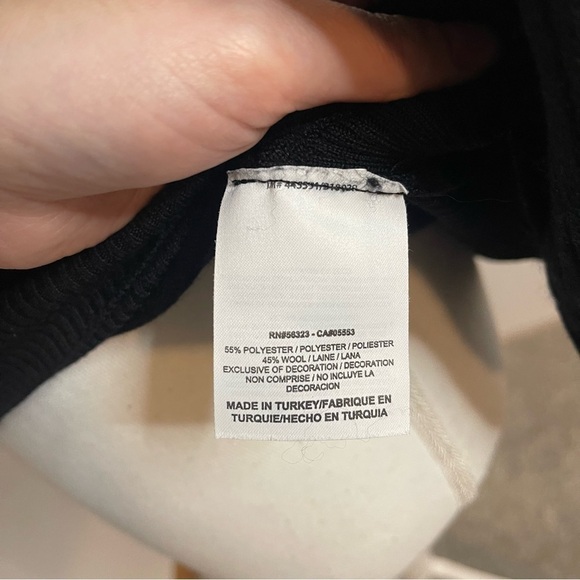 RN#56323 - CA#05553
55% POLYESTER / POLYESTER / POLIESTER
45% WOOL / LAINE / LANA
EXCLUSIVE OF DECORATION / DECORATION
NON COMPRISE / NO INCLUYE LA
DECORACION
MADE IN TURKEY/FABRIQUE EN
TURQUIE/HECHO EN TURQUIA